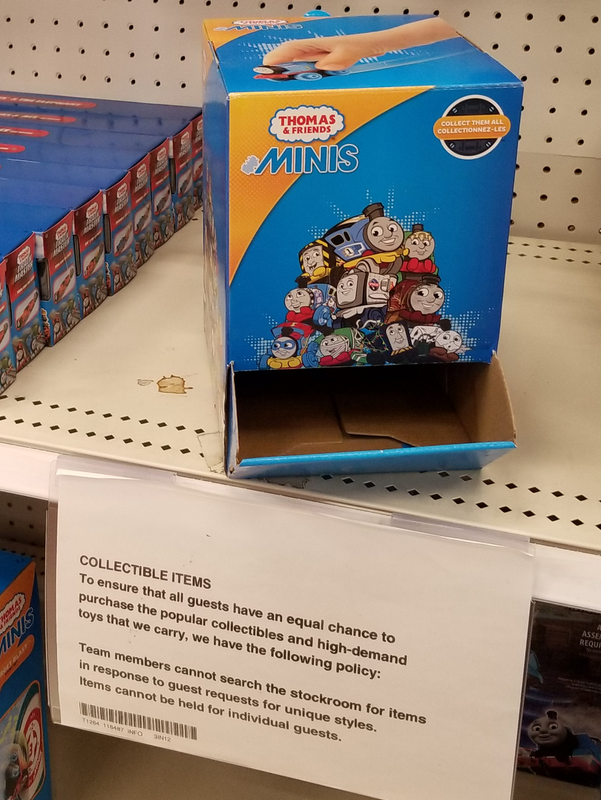 THOMAS
& FRIENDS
MINIS
COLLECT THEM ALL
COLLECTIONNEZ-LES
COLLECTIBLE ITEMS
To ensure that all guests have an equal chance to
purchase the popular collectibles and high-demand
toys that we carry, we have the following policy:
Team members cannot search the stockroom for items
in response to guest requests for unique styles.
Items cannot be held for individual guests.
THOMAS
& FRIENDS
MINIS